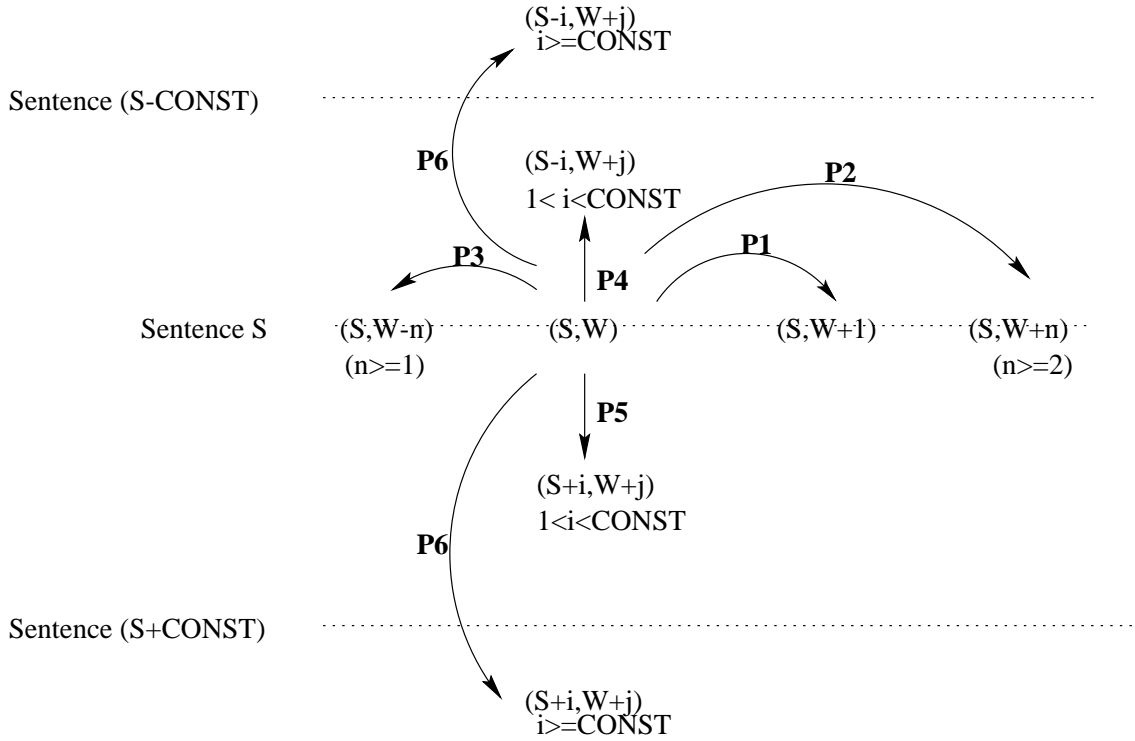 (S-i,W+j)
i>=CONST
Sentence (S-CONST)
P6
(S-i,W+j)
1< i<CONST
P2
P3
P4
P1
Sentence S
(S,W-n)
(S,W)
(S,W+1)
(S,W+n)
(n>=1)
(n>=2)
P5
(S+i,W+j)
1<i<CONST
P6
Sentence (S+CONST)
(S+i,W+j)
i>=CONST